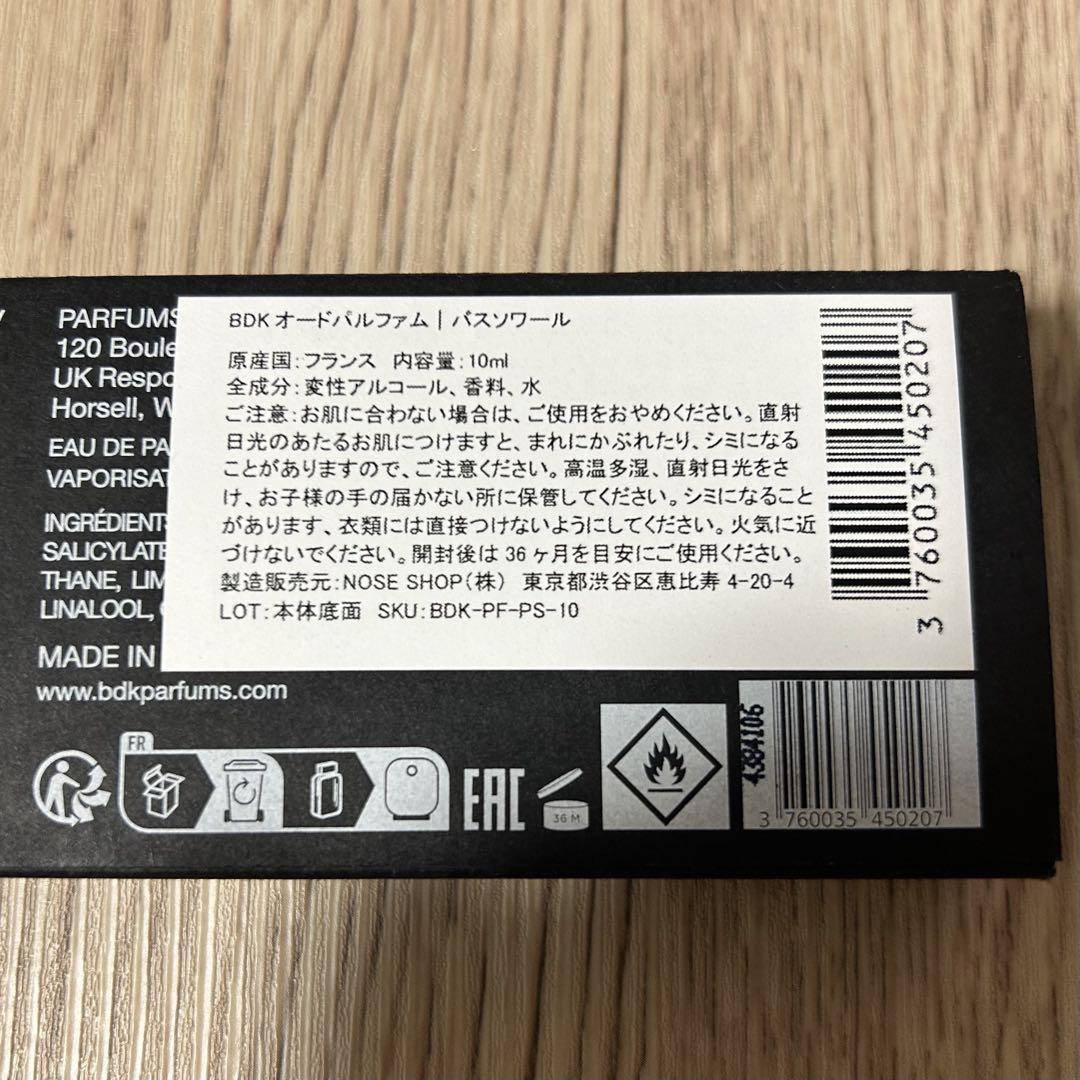 PARFUMS
120 Boule
UK Respo
Horsell, W
EAU DE PA
VAPORISAT
INGRÉDIENTS
SALICYLATE
THANE, LIM
LINALOOL,
MADE IN
www.bdkparfums.com
BDK オードパルファム | パスソワール
原産国:フランス 内容量:10ml
全成分:変性アルコール、香料、水
ご注意:お肌に合わない場合は、ご使用をおやめください。直射
日光のあたるお肌につけますと、まれにかぶれたり、シミになる
ことがありますので、ご注意ください。高温多湿、直射日光をさ
け、お子様の手の届かない所に保管してください。シミになること
があります、衣類には直接つけないようにしてください。火気に近
づけないでください。開封後は 36 ヶ月を目安にご使用ください。
製造販売元:NOSE SHOP(株) 東京都渋谷区恵比寿 4-20-4
LOT:本体底面 SKU:BDK-PF-PS-10
3 760035 450207
FR
EAC
36 M
4384106
3 760035 450207